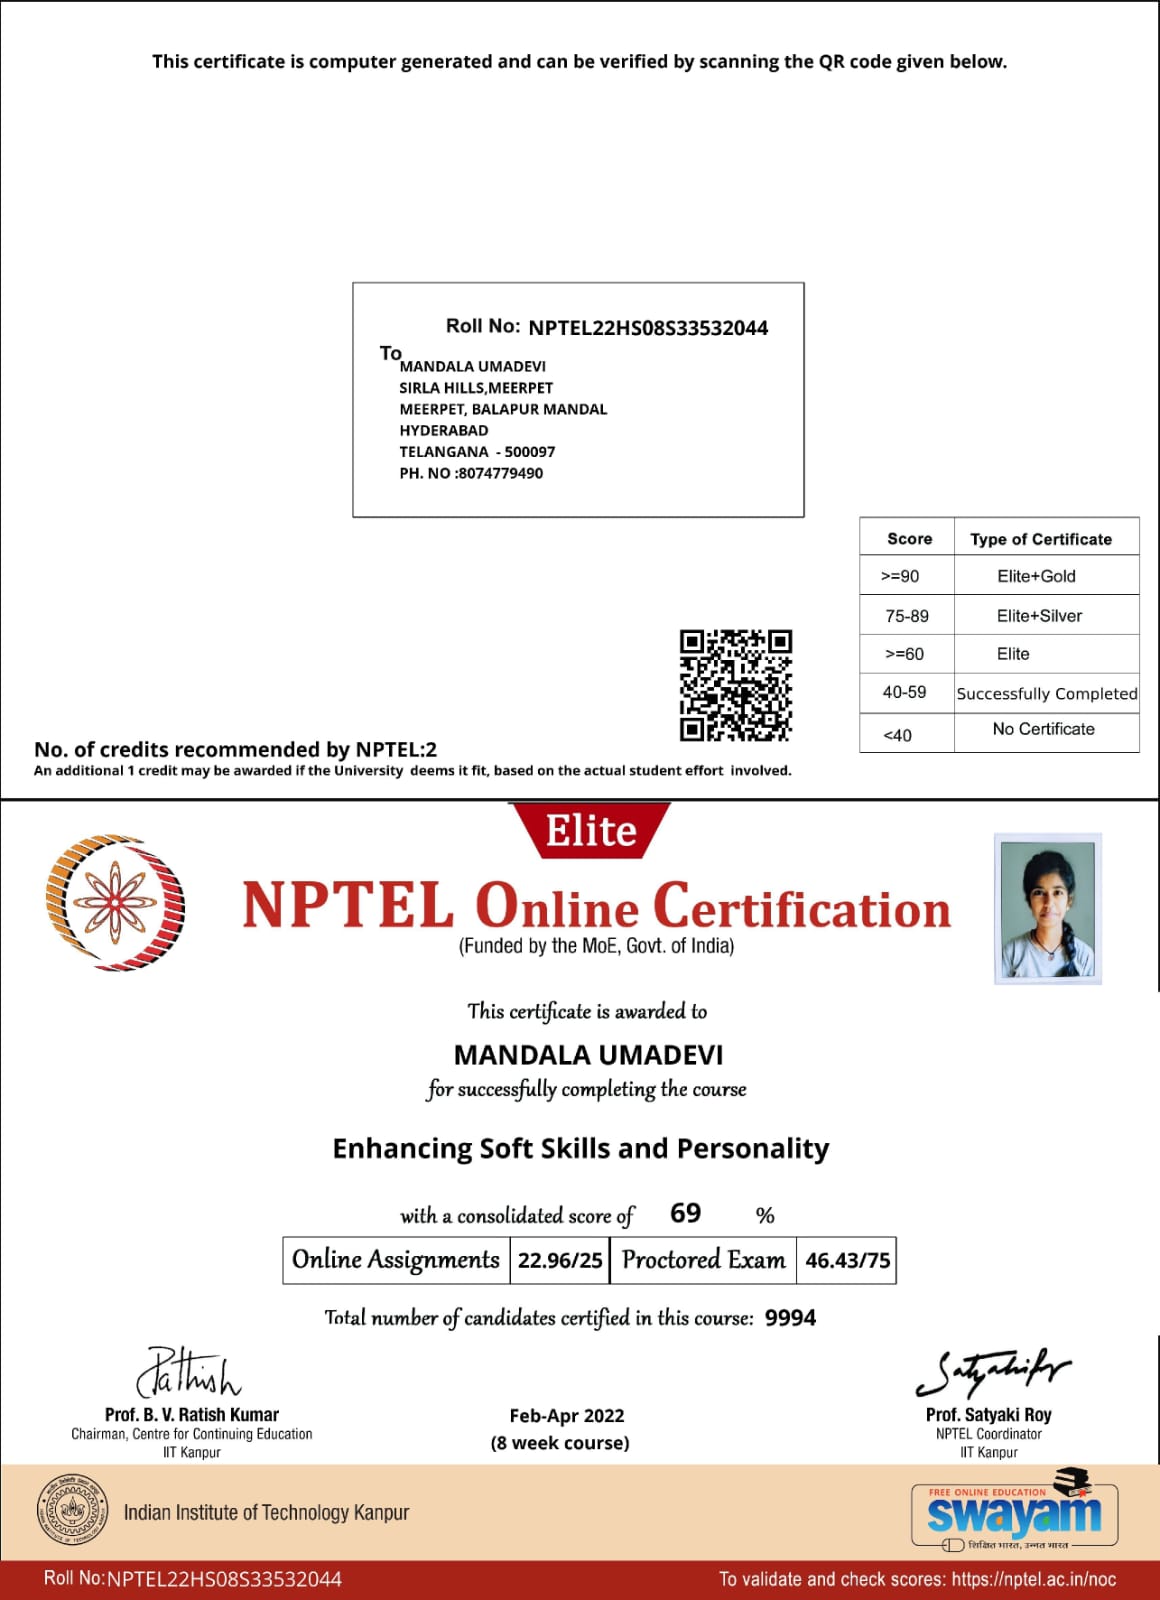 This certificate is computer generated and can be verified by scanning the QR code given below.
Roll No: NPTEL22HS08S33532044
To
MANDALA UMADEVI
SIRLA HILLS,MEERPET
MEERPET, BALAPUR MANDAL
HYDERABAD
TELANGANA - 500097
PH. NO :8074779490
Score Type of Certificate
>=90 Elite+Gold
75-89 Elite+Silver
>=60 Elite
40-59 Successfully Completed
<40 No Certificate
No. of credits recommended by NPTEL:2
An additional 1 credit may be awarded if the University deems it fit, based on the actual student effort involved.
Elite
NPTEL Online Certification
(Funded by the MoE, Govt. of India)
This certificate is awarded to
MANDALA UMADEVI
for successfully completing the course
Enhancing Soft Skills and Personality
with a consolidated score of 69 %
Online Assignments 22.96/25 Proctored Exam 46.43/75
Total number of candidates certified in this course: 9994
Prof. B. V. Ratish Kumar
Chairman, Centre for Continuing Education
IIT Kanpur
Feb-Apr 2022
(8 week course)
Prof. Satyaki Roy
NPTEL Coordinator
IIT Kanpur
Indian Institute of Technology Kanpur
FREE ONLINE EDUCATION
swayam
शिक्षित भारत, उन्नत भारत
Roll No:NPTEL22HS08S33532044
To validate and check scores: https://nptel.ac.in/noc